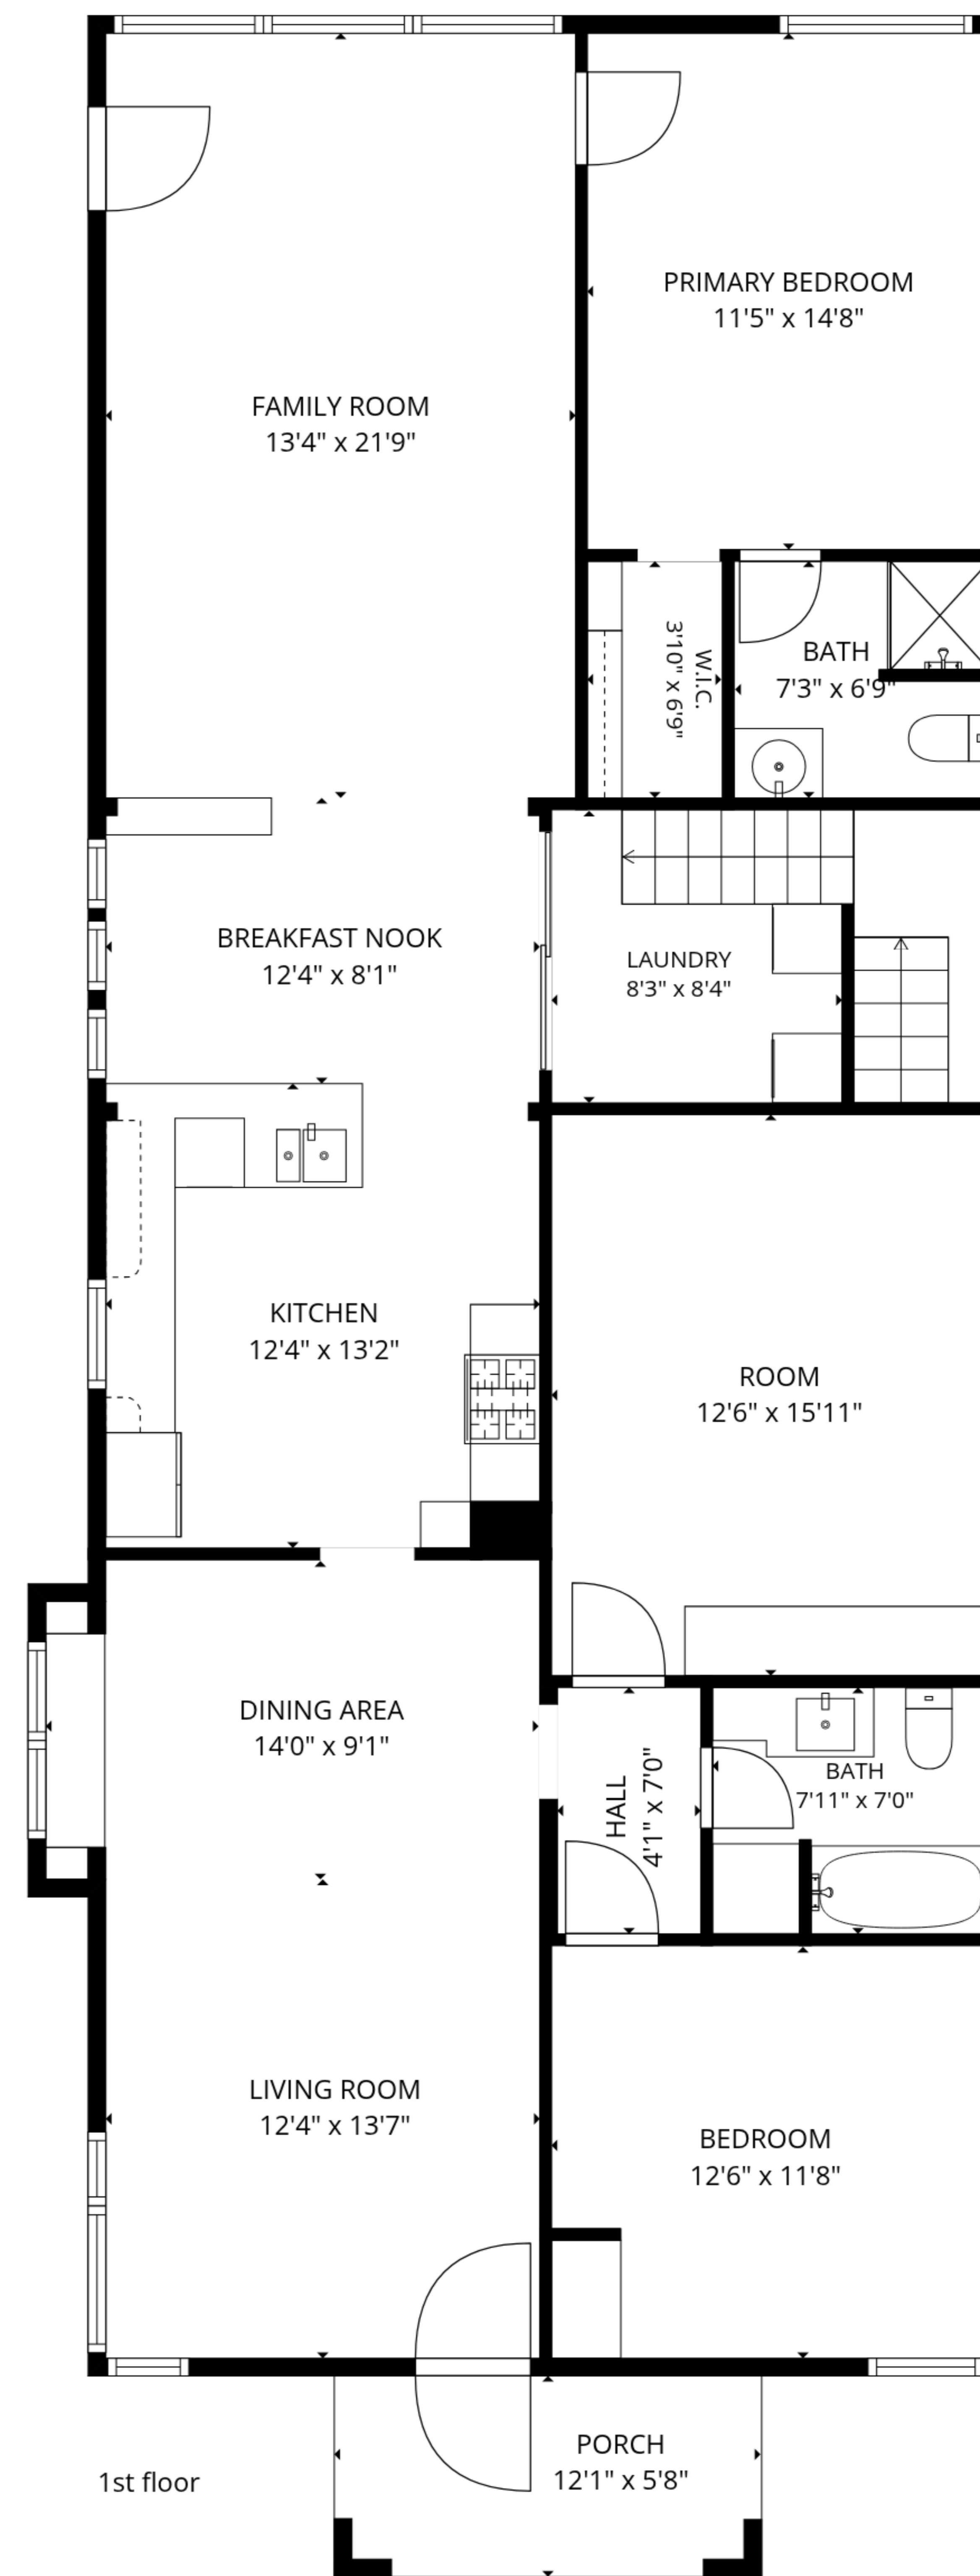 PRIMARY BEDROOM
11'5" x 14'8"
FAMILY ROOM
13'4" x 21'9"
W.I.C.
3'10" x 6'9"
BATH
7'3" x 6'9"
BREAKFAST NOOK
12'4" x 8'1"
LAUNDRY
8'3" x 8'4"
KITCHEN
12'4" x 13'2"
ROOM
12'6" x 15'11"
DINING AREA
14'0" x 9'1"
HALL
4'1" x 7'0"
BATH
7'11" x 7'0"
LIVING ROOM
12'4" x 13'7"
BEDROOM
12'6" x 11'8"
PORCH
12'1" x 5'8"
1st floor